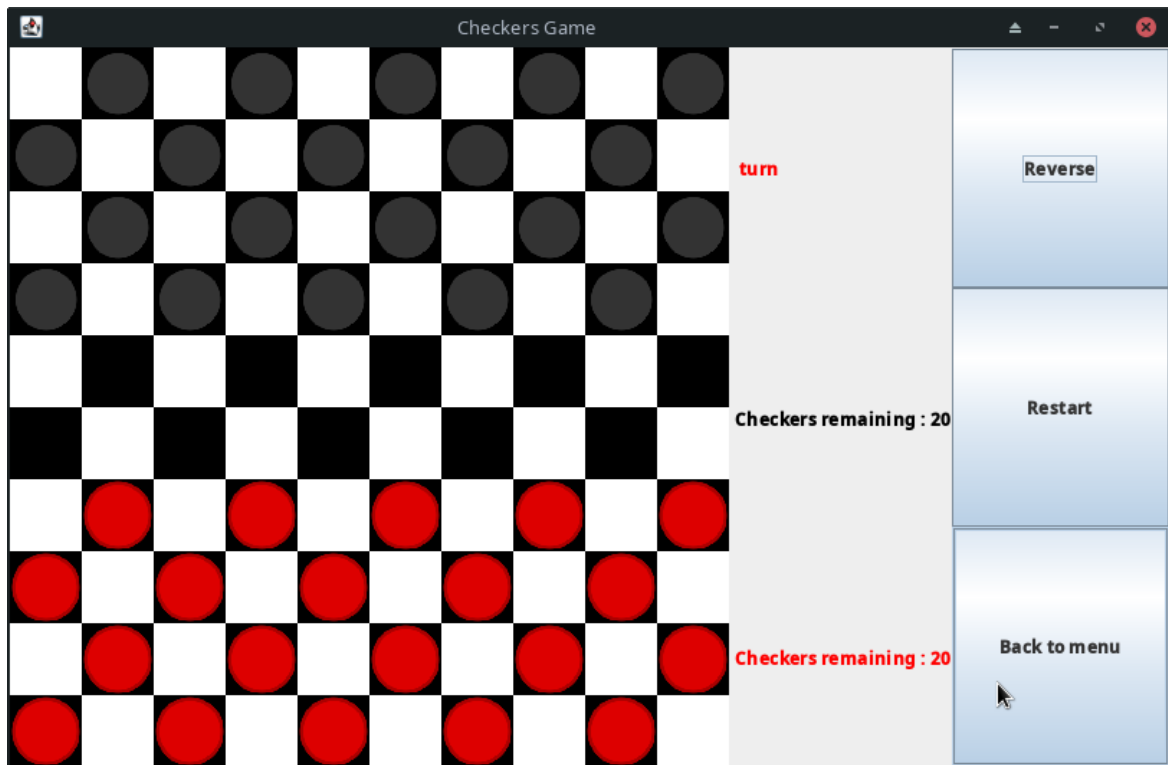 Checkers Game
turn
Reverse
Restart
Checkers remaining : 20
Back to menu
Checkers remaining : 20